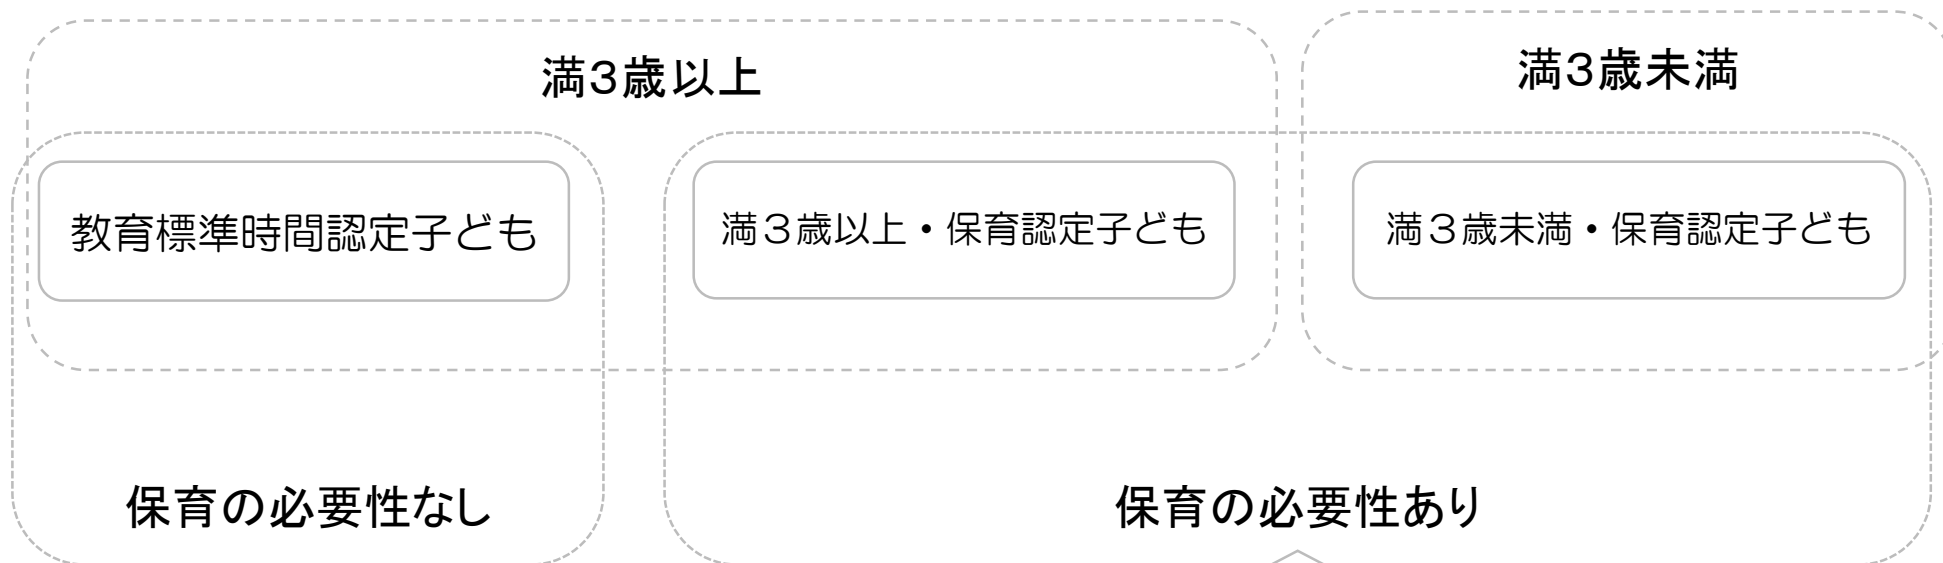 満3歳以上
満3歳未満
教育標準時間認定子ども
満３歳以上・保育認定子ども
満３歳未満・保育認定子ども
保育の必要性なし
保育の必要性あり